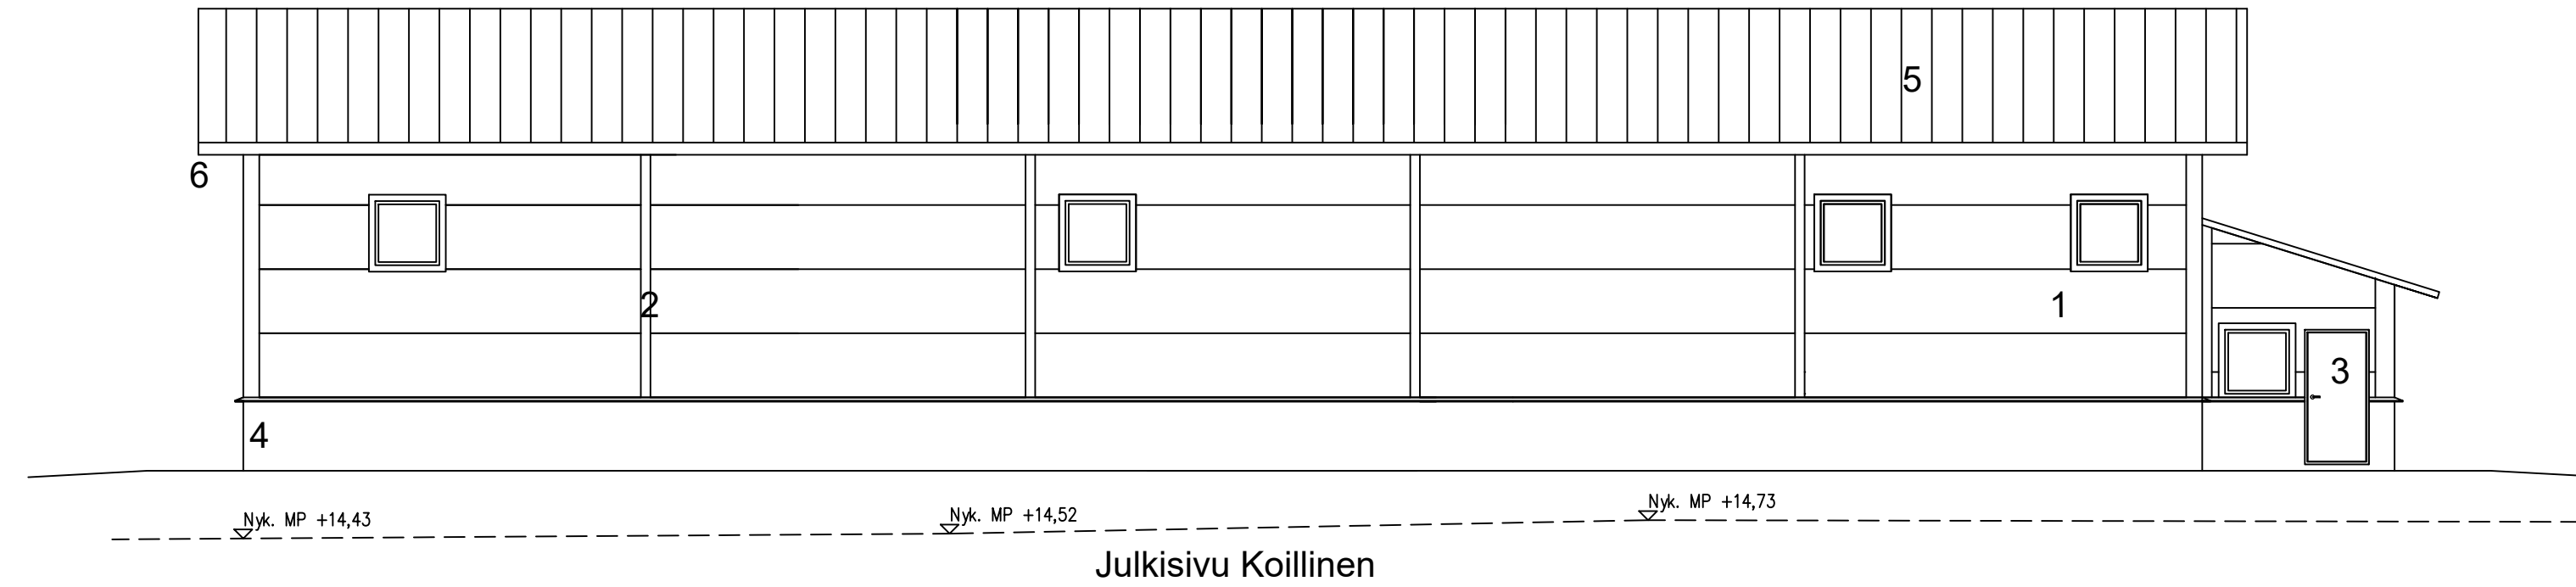 5
6
2
1
3
4
Nyk. MP +14,43
Nyk. MP +14,52
Nyk. MP +14,73
Julkisivu Koillinen